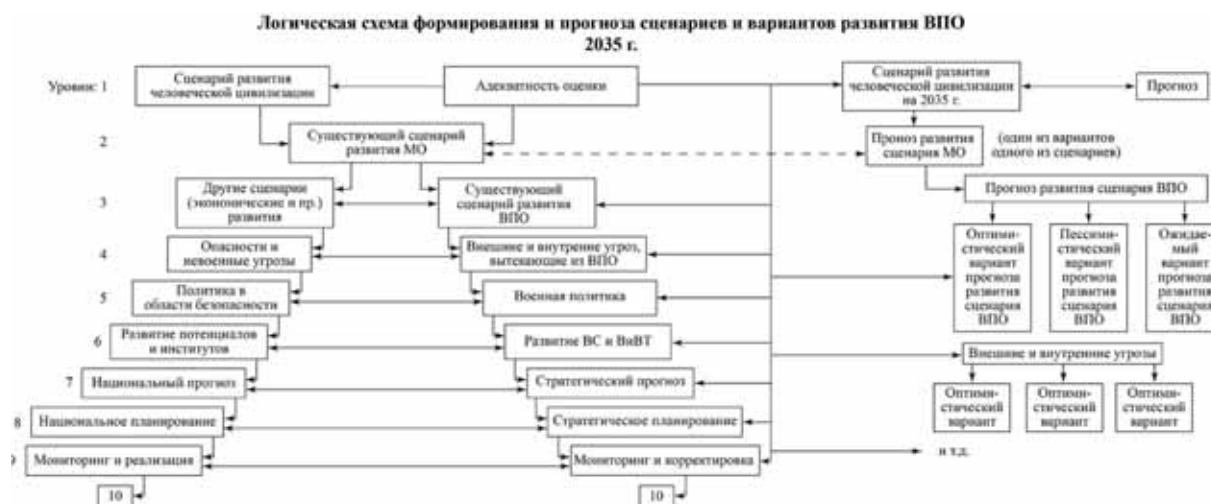 Логическая схема формирования и прогноза сценариев и вариантов развития ВПО
2035 г.
Уровни: 1
Сценарий развития
человеческой цивилизации
Адекватность оценки
Сценарий развития
человеческой цивилизации
на 2035 г.
Прогноз
2
Существующий сценарий
развития МО
Проноз развития
сценария МО
(один из вариантов
одного из сценариев)
3
Другие сценарии
(экономические и пр.)
развития
Существующий
сценарий развития
ВПО
Прогноз развития сценария ВПО
Оптими-
стический
вариант
прогноза
развития
сценария
ВПО
Пессими-
стический
вариант
прогноза
развития
сценария
ВПО
Ожидае-
мый
вариант
прогноза
развития
сценария
ВПО
4
Опасности и
невоенные угрозы
Внешние и внутренние угроз,
вытекающие из ВПО
5
Политика в
области безопасности
Военная политика
6
Развитие потенциалов
и институтов
Развитие ВС и ВиВТ
Внешние и внутренние угрозы
7
Национальный прогноз
Стратегический прогноз
Оптими-
стический
вариант
Оптими-
стический
вариант
Оптими-
стический
вариант
8
Национальное планирование
Стратегическое планирование
9
Мониторинг и реализация
Мониторинг и корректировка
и т.д.
10
10